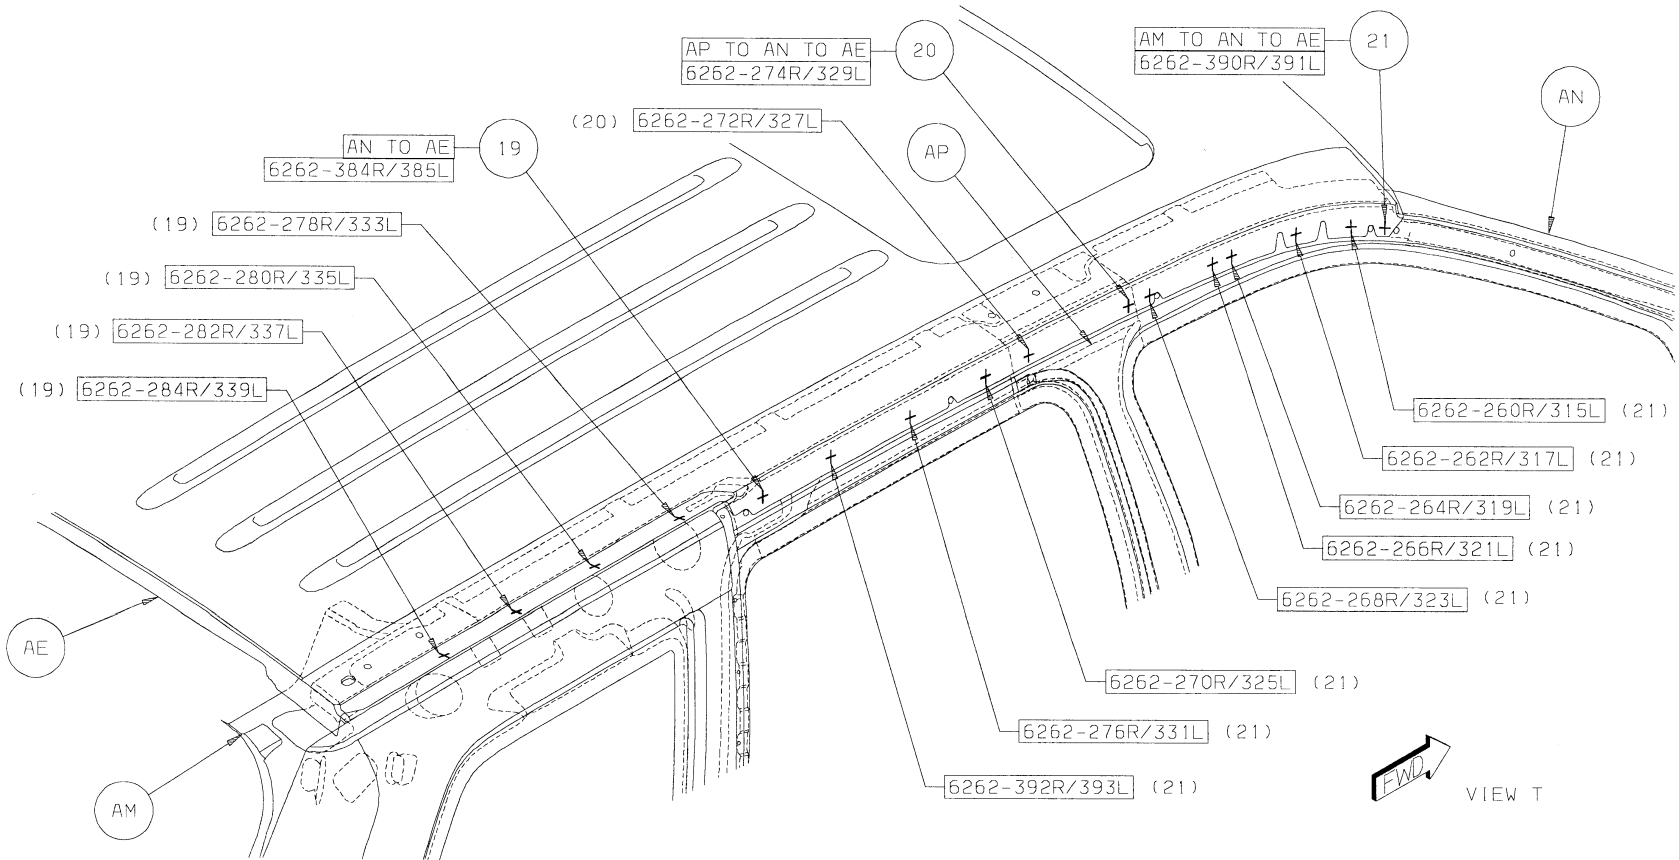 AP TO AN TO AE
6262-274R/329L
20
AM TO AN TO AE
6262-390R/391L
21
AN
(20) 6262-272R/327L
AP
AN TO AE
6262-384R/385L
19
(19) 6262-278R/333L
(19) 6262-280R/335L
(19) 6262-282R/337L
(19) 6262-284R/339L
6262-260R/315L (21)
6262-262R/317L (21)
6262-264R/319L (21)
6262-266R/321L (21)
6262-268R/323L (21)
AE
6262-270R/325L (21)
6262-276R/331L (21)
6262-392R/393L (21)
AM
FWD
VIEW T